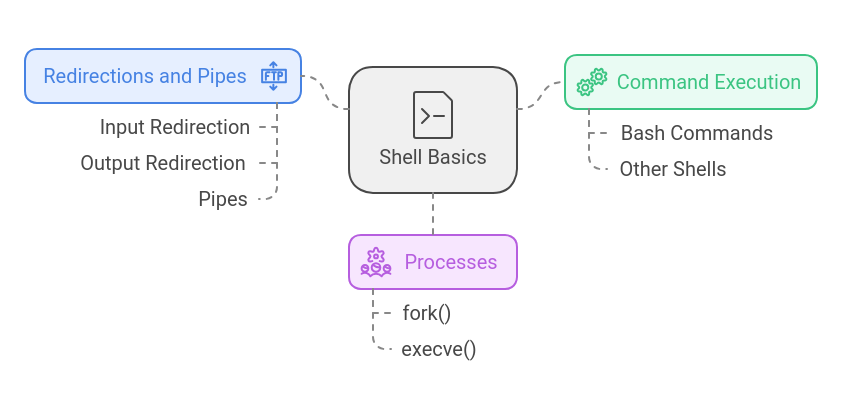 Redirections and Pipes
FTP
Input Redirection
Output Redirection
Pipes
Shell Basics
Command Execution
Bash Commands
Other Shells
Processes
fork()
execve()